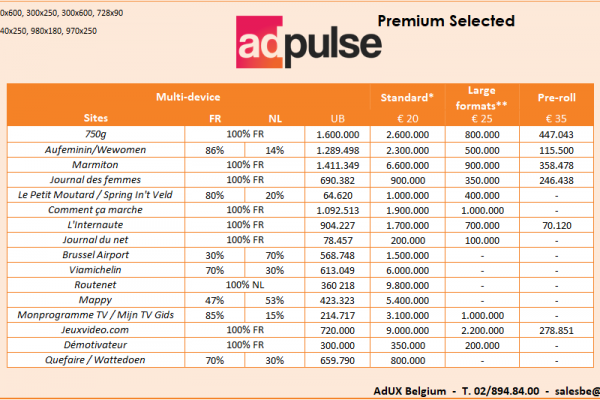 0x600, 300x250, 300x600, 728x90
40x250, 980x180, 970x250
adpulse
Premium Selected
Multi-device Standard* Large formats** Pre-roll
Sites FR NL UB € 20 € 25 € 35
750g 100% FR 1.600.000 2.600.000 800.000 447.043
Aufeminin/Wewomen 86% 14% 1.289.498 2.300.000 500.000 115.500
Marmiton 100% FR 1.411.349 6.600.000 900.000 358.478
Journal des femmes 100% FR 690.382 900.000 350.000 246.438
Le Petit Moutard / Spring In't Veld 80% 20% 64.620 1.000.000 400.000 -
Comment ça marche 100% FR 1.092.513 1.900.000 1.000.000 -
L'Internaute 100% FR 904.227 1.700.000 700.000 70.120
Journal du net 100% FR 78.457 200.000 100.000 -
Brussel Airport 30% 70% 568.748 1.500.000 - -
Viamichelin 70% 30% 613.049 6.000.000 - -
Routenet 100% NL 360 218 9.800.000 - -
Mappy 47% 53% 423.323 5.400.000 - -
Monprogramme TV / Mijn TV Gids 85% 15% 214.717 3.100.000 1.000.000 -
Jeuxvideo.com 100% FR 720.000 9.000.000 2.200.000 278.851
Démotivateur 100% FR 300.000 350.000 200.000 -
Quefaire / Wattedoen 70% 30% 659.790 800.000 - -
AdUX Belgium - T. 02/894.84.00 - salesbe@